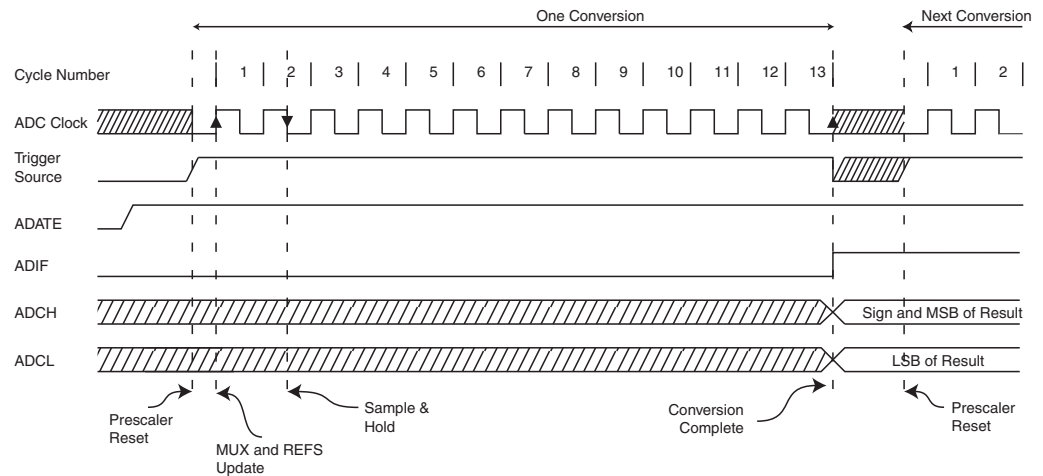 One Conversion
Next Conversion
Cycle Number
1 2 3 4 5 6 7 8 9 10 11 12 13 1 2
ADC Clock
Trigger
Source
ADATE
ADIF
ADCH
Sign and MSB of Result
ADCL
LSB of Result
Prescaler
Reset
MUX and REFS
Update
Sample &
Hold
Conversion
Complete
Prescaler
Reset